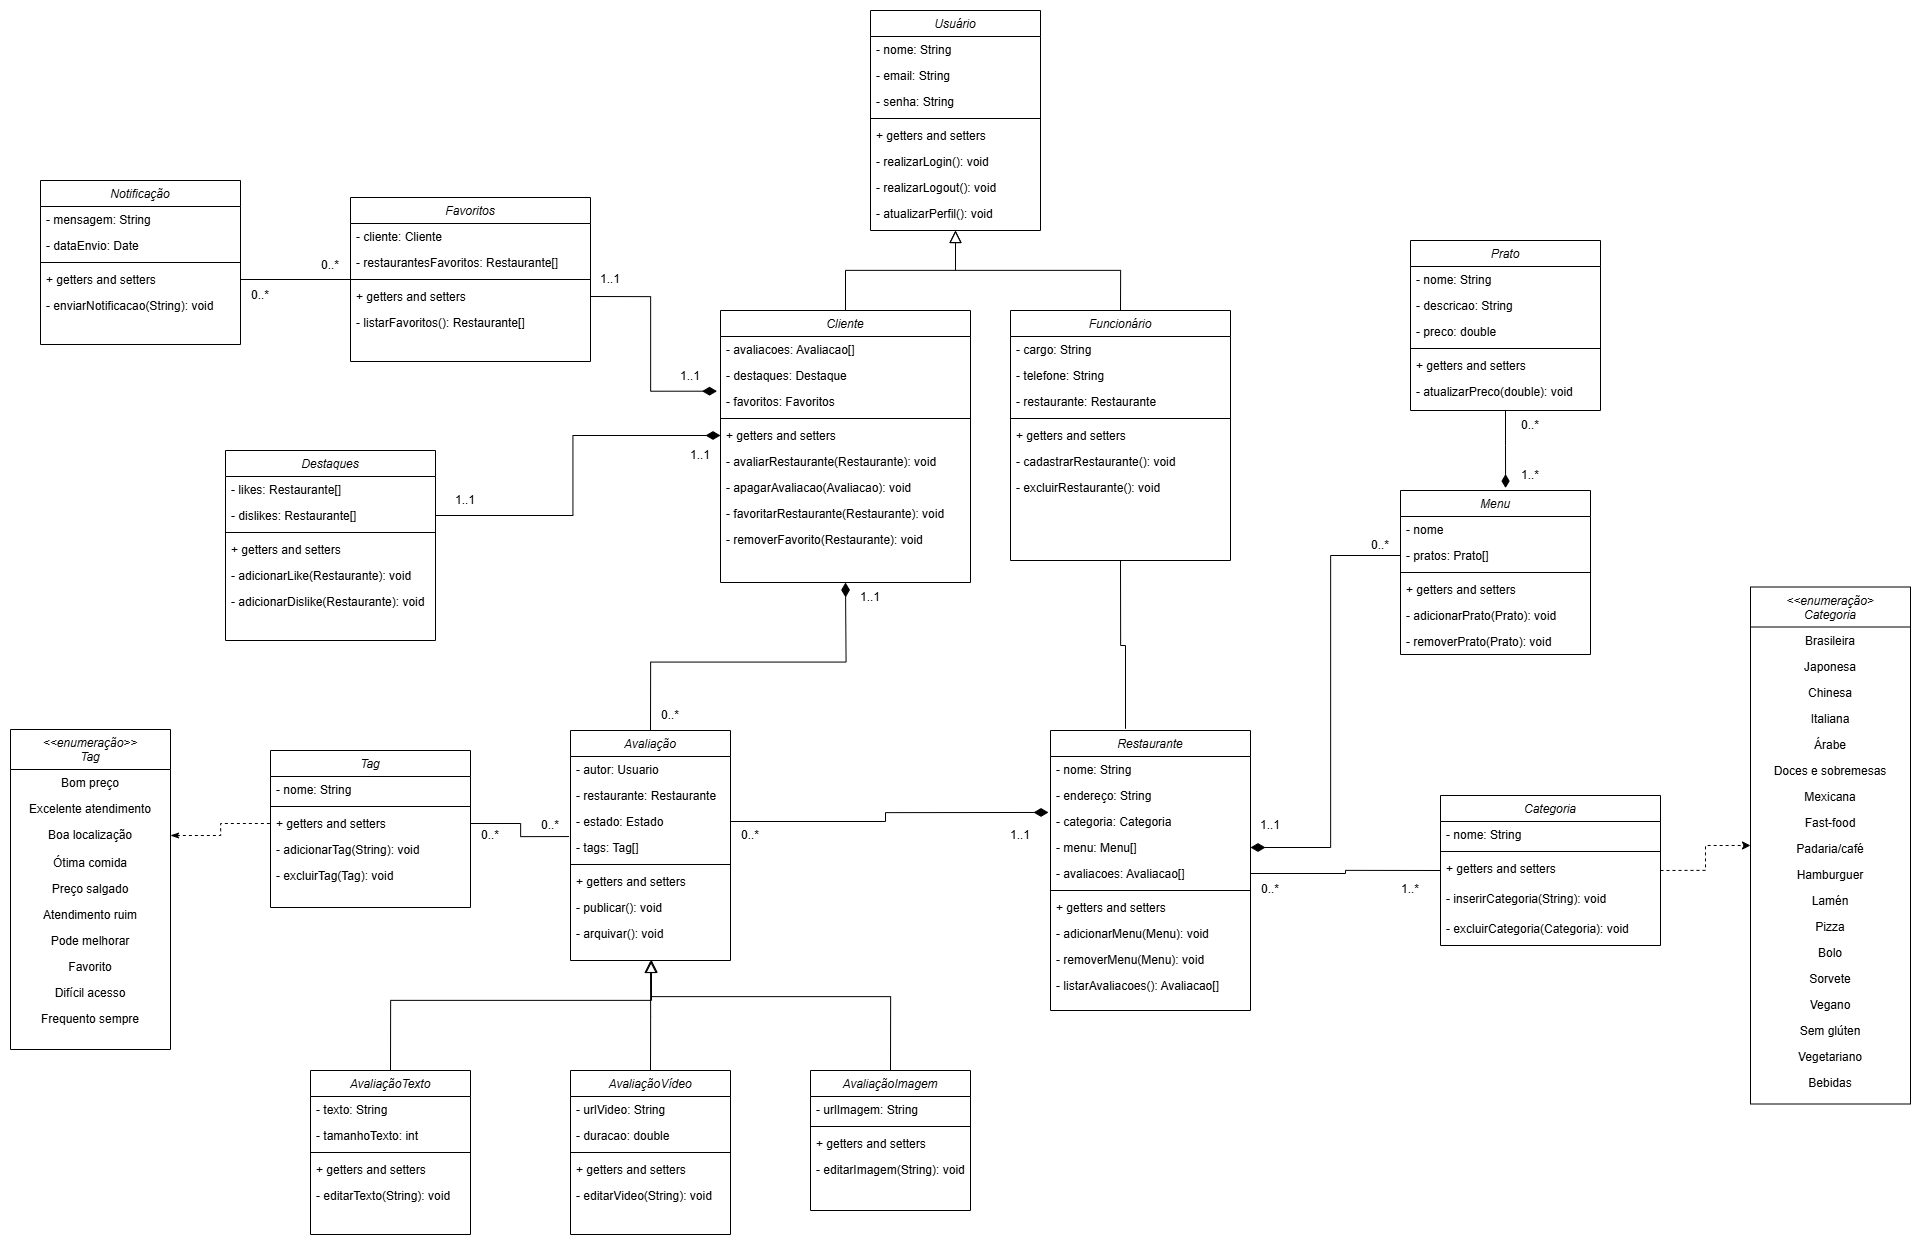 Usuário
- nome: String
- email: String
- senha: String
+ getters and setters
- realizarLogin(): void
- realizarLogout(): void
- atualizarPerfil(): void
Notificação
- mensagem: String
- dataEnvio: Date
+ getters and setters
- enviarNotificacao(String): void
0..*
0..*
Favoritos
- cliente: Cliente
- restaurantesFavoritos: Restaurante[]
+ getters and setters
- listarFavoritos(): Restaurante[]
1..1
1..1
Cliente
- avaliacoes: Avaliacao[]
- destaques: Destaque
- favoritos: Favoritos
+ getters and setters
- avaliarRestaurante(Restaurante): void
- apagarAvaliacao(Avaliacao): void
- favoritarRestaurante(Restaurante): void
- removerFavorito(Restaurante): void
1..1
1..1
1..1
Funcionário
- cargo: String
- telefone: String
- restaurante: Restaurante
+ getters and setters
- cadastrarRestaurante(): void
- excluirRestaurante(): void
Prato
- nome: String
- descricao: String
- preco: double
+ getters and setters
- atualizarPreco(double): void
0..*
1..*
Menu
- nome
- pratos: Prato[]
+ getters and setters
- adicionarPrato(Prato): void
- removerPrato(Prato): void
0..*
Destaques
- likes: Restaurante[]
- dislikes: Restaurante[]
+ getters and setters
- adicionarLike(Restaurante): void
- adicionarDislike(Restaurante): void
<<enumeração>
Categoria
Brasileira
Japonesa
Chinesa
Italiana
Árabe
Doces e sobremesas
Mexicana
Fast-food
Padaria/café
Hamburguer
Lamén
Pizza
Bolo
Sorvete
Vegano
Sem glúten
Vegetariano
Bebidas
<<enumeração>>
Tag
Bom preço
Excelente atendimento
Boa localização
Ótima comida
Preço salgado
Atendimento ruim
Pode melhorar
Favorito
Difícil acesso
Frequento sempre
Tag
- nome: String
+ getters and setters
- adicionarTag(String): void
- excluirTag(Tag): void
0..*
0..*
0..*
Avaliação
- autor: Usuario
- restaurante: Restaurante
- estado: Estado
- tags: Tag[]
+ getters and setters
- publicar(): void
- arquivar(): void
0..*
1..1
Restaurante
- nome: String
- endereço: String
- categoria: Categoria
- menu: Menu[]
- avaliacoes: Avaliacao[]
+ getters and setters
- adicionarMenu(Menu): void
- removerMenu(Menu): void
- listarAvaliacoes(): Avaliacao[]
1..1
0..*
1..*
Categoria
- nome: String
+ getters and setters
- inserirCategoria(String): void
- excluirCategoria(Categoria): void
AvaliaçãoTexto
- texto: String
- tamanhoTexto: int
+ getters and setters
- editarTexto(String): void
AvaliaçãoVídeo
- urlVideo: String
- duracao: double
+ getters and setters
- editarVideo(String): void
AvaliaçãoImagem
- urlImagem: String
+ getters and setters
- editarImagem(String): void